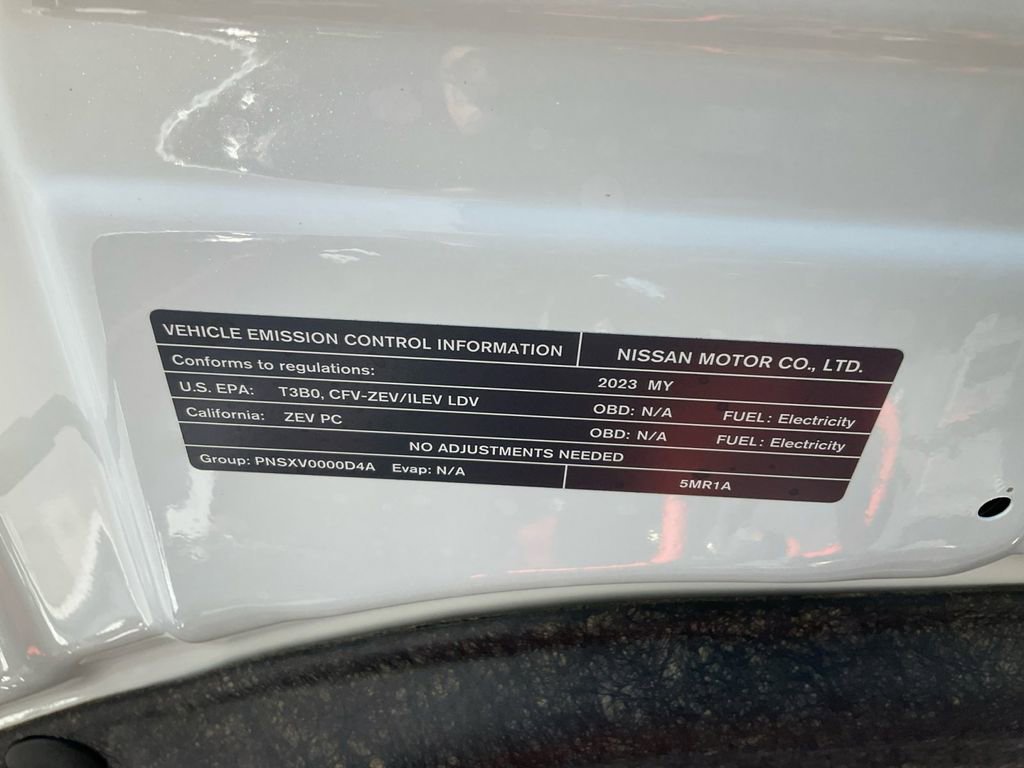 VEHICLE EMISSION CONTROL INFORMATION NISSAN MOTOR CO., LTD.
Conforms to regulations: 2023 MY
U.S. EPA: T3B0, CFV-ZEV/ILEV LDV OBD: N/A FUEL: Electricity
California: ZEV PC OBD: N/A FUEL: Electricity
NO ADJUSTMENTS NEEDED
Group: PNSXV0000D4A Evap: N/A 5MR1A